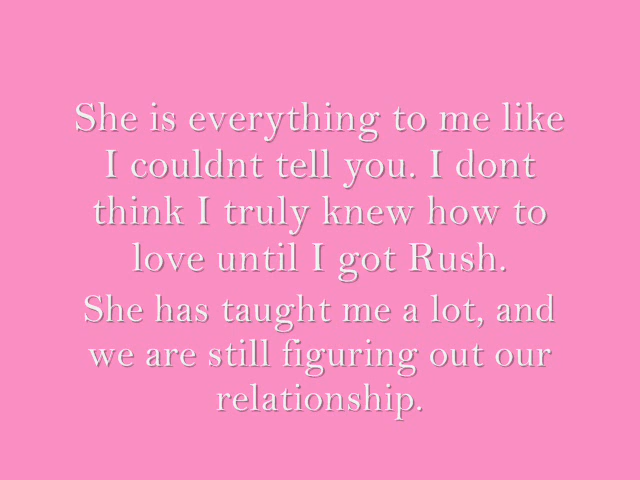 She is everything to me like
I couldnt tell you. I dont
think I truly knew how to
love until I got Rush.
She has taught me a lot, and
we are still figuring out our
relationship.